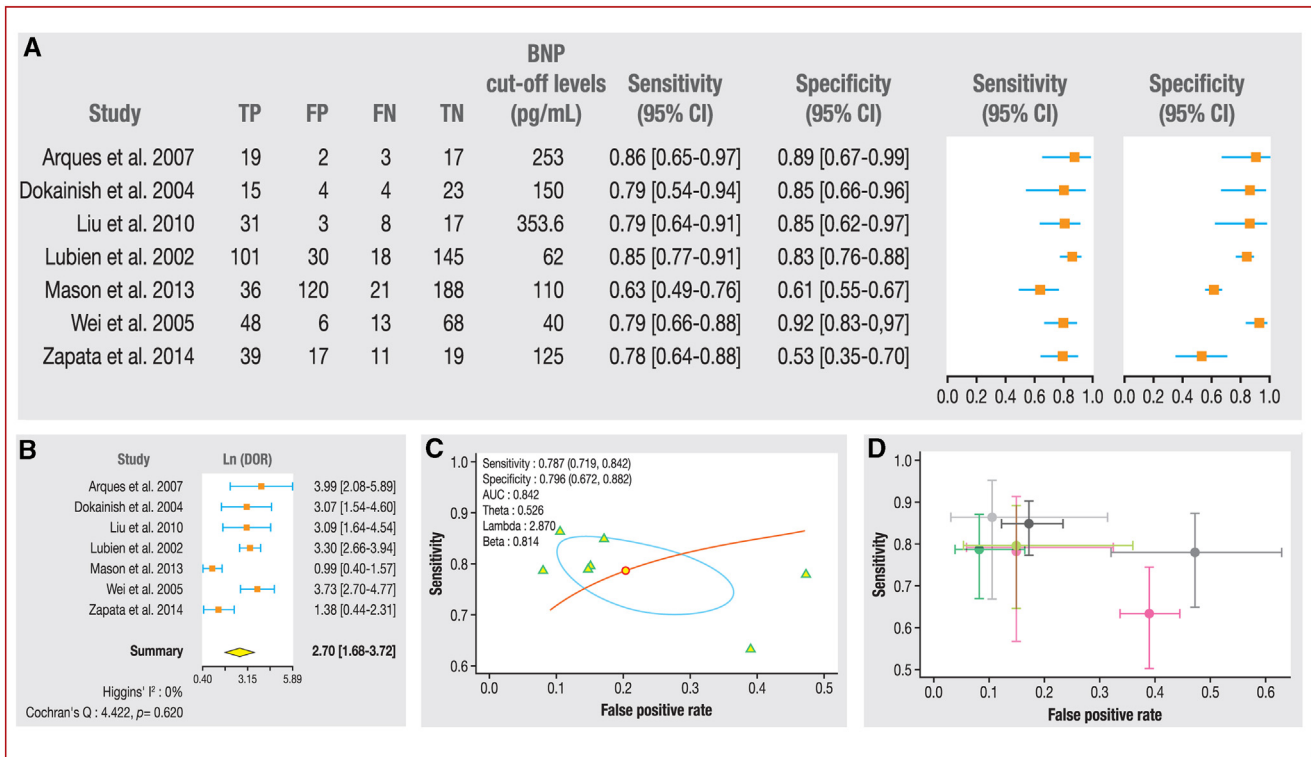 A
BNP
cut-off levels Sensitivity Specificity Sensitivity Specificity
Study TP FP FN TN (pg/mL) (95% CI) (95% CI) (95% CI) (95% CI)
Arques et al. 2007 19 2 3 17 253 0.86 [0.65-0.97] 0.89 [0.67-0.99]
Dokainish et al. 2004 15 4 4 23 150 0.79 [0.54-0.94] 0.85 [0.66-0.96]
Liu et al. 2010 31 3 8 17 353.6 0.79 [0.64-0.91] 0.85 [0.62-0.97]
Lubien et al. 2002 101 30 18 145 62 0.85 [0.77-0.91] 0.83 [0.76-0.88]
Mason et al. 2013 36 120 21 188 110 0.63 [0.49-0.76] 0.61 [0.55-0.67]
Wei et al. 2005 48 6 13 68 40 0.79 [0.66-0.88] 0.92 [0.83-0,97]
Zapata et al. 2014 39 17 11 19 125 0.78 [0.64-0.88] 0.53 [0.35-0.70]
0.0 0.2 0.4 0.6 0.8 1.0 0.0 0.2 0.4 0.6 0.8 1.0
B
Study Ln (DOR)
Arques et al. 2007 3.99 [2.08-5.89]
Dokainish et al. 2004 3.07 [1.54-4.60]
Liu et al. 2010 3.09 [1.64-4.54]
Lubien et al. 2002 3.30 [2.66-3.94]
Mason et al. 2013 0.99 [0.40-1.57]
Wei et al. 2005 3.73 [2.70-4.77]
Zapata et al. 2014 1.38 [0.44-2.31]
Summary 2.70 [1.68-3.72]
0.40 3.15 5.89
Higgins' I² : 0%
Cochran's Q : 4.422, p= 0.620
C
Sensitivity : 0.787 (0.719, 0.842)
Specificity : 0.796 (0.672, 0.882)
AUC : 0.842
Theta : 0.526
Lambda : 2.870
Beta : 0.814
1.0
0.9
0.8
0.7
0.6
Sensitivity
0.0 0.1 0.2 0.3 0.4 0.5
False positive rate
D
1.0
0.9
0.8
0.7
0.6
0.5
Sensitivity
0.0 0.1 0.2 0.3 0.4 0.5 0.6
False positive rate